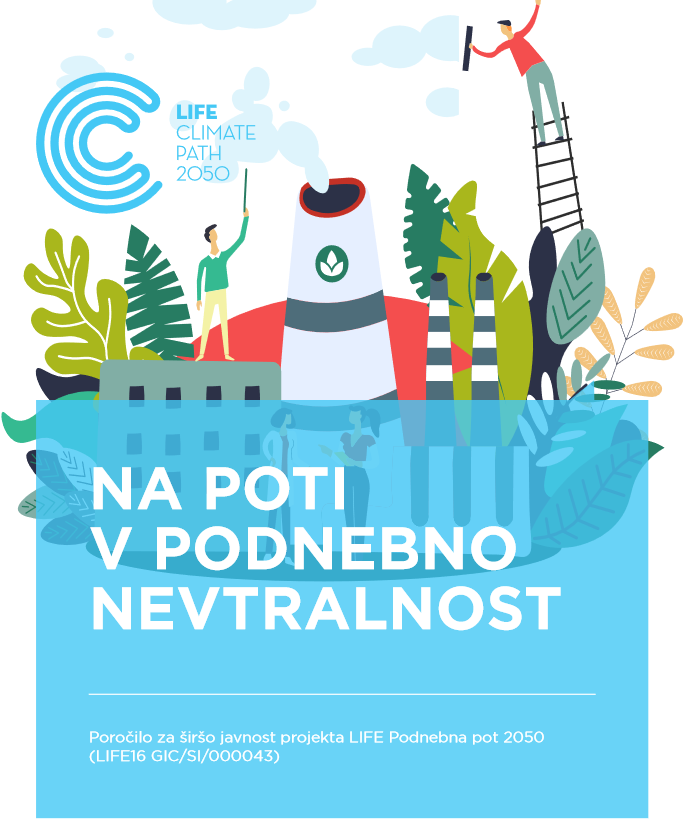 LIFE
CLIMATE
PATH
2050
NA POTI
V PODNEBNO
NEVTRALNOST
Poročilo za širšo javnost projekta LIFE Podnebna pot 2050
(LIFE16 GIC/SI/000043)